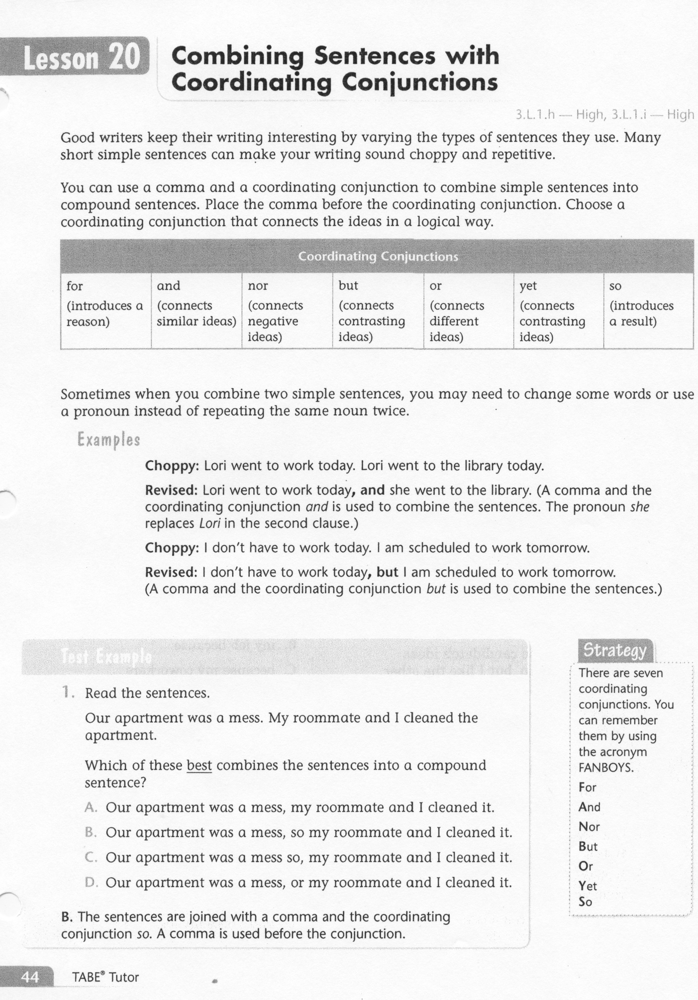 Lesson 20
Combining Sentences with
Coordinating Conjunctions
3.L.1.h — High, 3.L.1.i — High
Good writers keep their writing interesting by varying the types of sentences they use. Many
short simple sentences can make your writing sound choppy and repetitive.
You can use a comma and a coordinating conjunction to combine simple sentences into
compound sentences. Place the comma before the coordinating conjunction. Choose a
coordinating conjunction that connects the ideas in a logical way.
Coordinating Conjunctions
for
(introduces a
reason)
and
(connects
similar ideas)
nor
(connects
negative
ideas)
but
(connects
contrasting
ideas)
or
(connects
different
ideas)
yet
(connects
contrasting
ideas)
so
(introduces
a result)
Sometimes when you combine two simple sentences, you may need to change some words or use
a pronoun instead of repeating the same noun twice.
Examples
Choppy: Lori went to work today. Lori went to the library today.
Revised: Lori went to work today, and she went to the library. (A comma and the
coordinating conjunction and is used to combine the sentences. The pronoun she
replaces Lori in the second clause.)
Choppy: I don't have to work today. I am scheduled to work tomorrow.
Revised: I don't have to work today, but I am scheduled to work tomorrow.
(A comma and the coordinating conjunction but is used to combine the sentences.)
Test Example
1. Read the sentences.
Our apartment was a mess. My roommate and I cleaned the
apartment.
Which of these best combines the sentences into a compound
sentence?
A. Our apartment was a mess, my roommate and I cleaned it.
B. Our apartment was a mess, so my roommate and I cleaned it.
C. Our apartment was a mess so, my roommate and I cleaned it.
D. Our apartment was a mess, or my roommate and I cleaned it.
B. The sentences are joined with a comma and the coordinating
conjunction so. A comma is used before the conjunction.
Strategy
There are seven
coordinating
conjunctions. You
can remember
them by using
the acronym
FANBOYS.
For
And
Nor
But
Or
Yet
So
44 TABE® Tutor